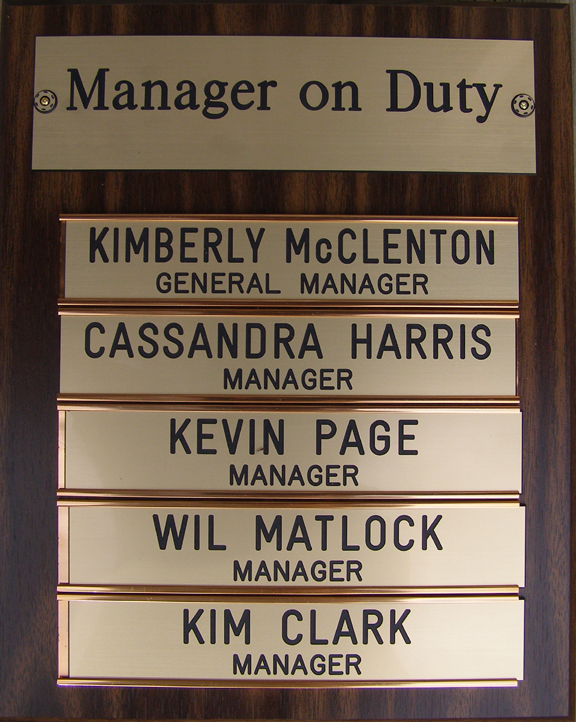 Manager on Duty
KIMBERLY McCLENTON
GENERAL MANAGER
CASSANDRA HARRIS
MANAGER
KEVIN PAGE
MANAGER
WIL MATLOCK
MANAGER
KIM CLARK
MANAGER